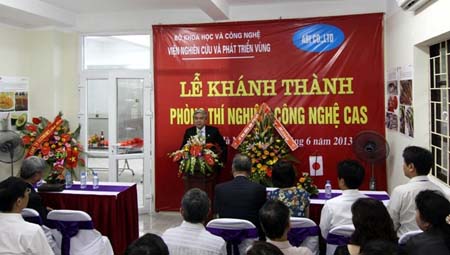 BỘ KHOA HỌC VÀ CÔNG NGHỆ
VIỆN NGHIÊN CỨU VÀ PHÁT TRIỂN VÙNG
ABI CO.,LTD
LỄ KHÁNH THÀNH
PHÒNG THÍ NGHIỆM CÔNG NGHỆ CAS
6 năm 2013